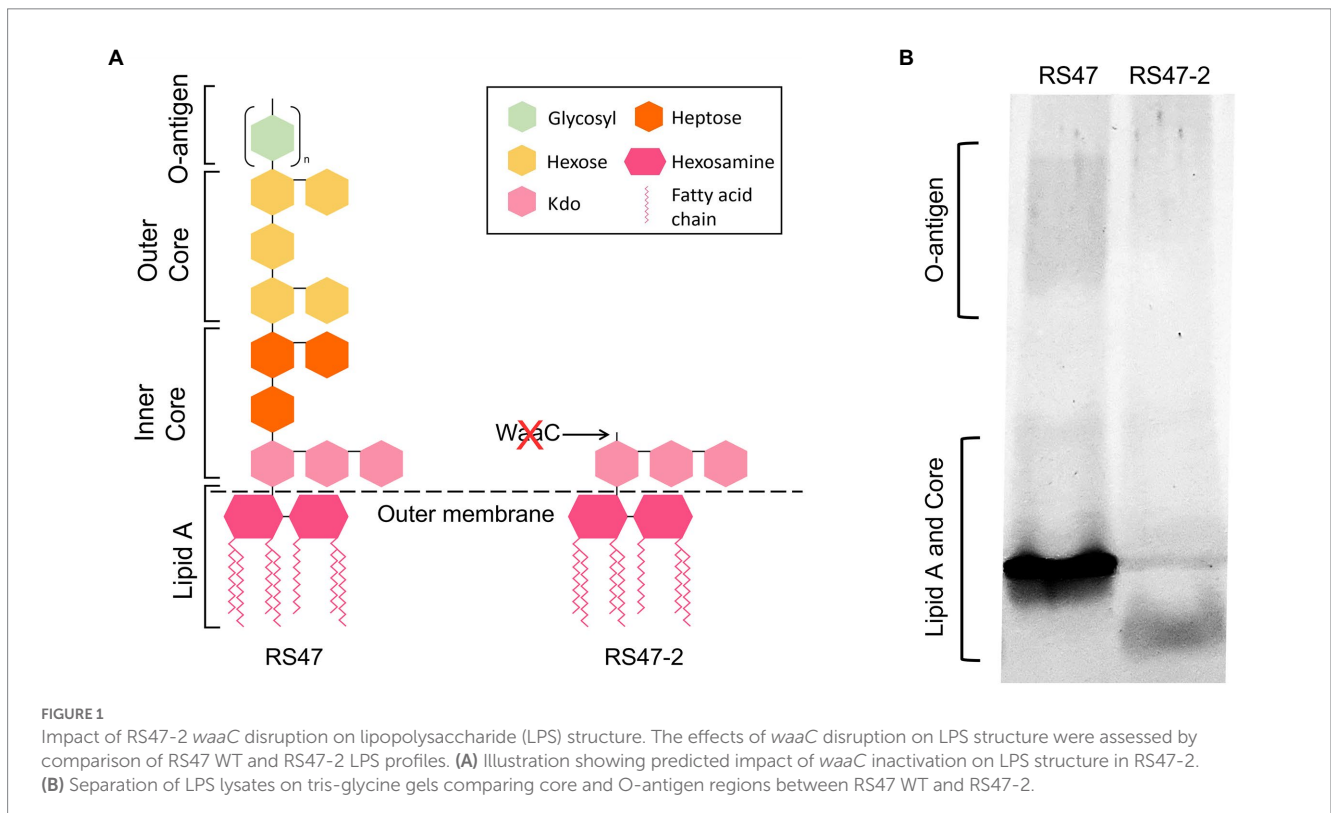 A
O-antigen
Outer
Core
Inner
Core
Lipid A
n
Glycosyl
Heptose
Hexose
Hexosamine
Kdo
Fatty acid
chain
WaaC
Outer membrane
RS47
RS47-2
B
RS47
RS47-2
O-antigen
Lipid A and Core
FIGURE 1
Impact of RS47-2 waaC disruption on lipopolysaccharide (LPS) structure. The effects of waaC disruption on LPS structure were assessed by
comparison of RS47 WT and RS47-2 LPS profiles. (A) Illustration showing predicted impact of waaC inactivation on LPS structure in RS47-2.
(B) Separation of LPS lysates on tris-glycine gels comparing core and O-antigen regions between RS47 WT and RS47-2.